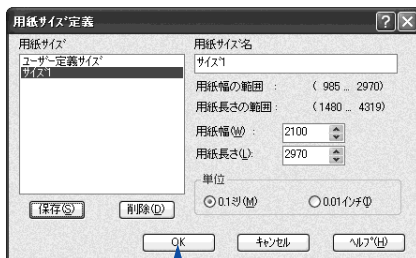 用紙サイズ定義
用紙サイズ
ユーザー定義サイズ
サイズ1
保存(S)
削除(D)
用紙サイズ名
サイズ1
用紙幅の範囲 : ( 985 ... 2970)
用紙長さの範囲: (1480 ... 4319)
用紙幅(W) : 2100
用紙長さ(L): 2970
単位
0.1ミリ(M) 0.01インチ(I)
OK キャンセル ヘルプ(H)